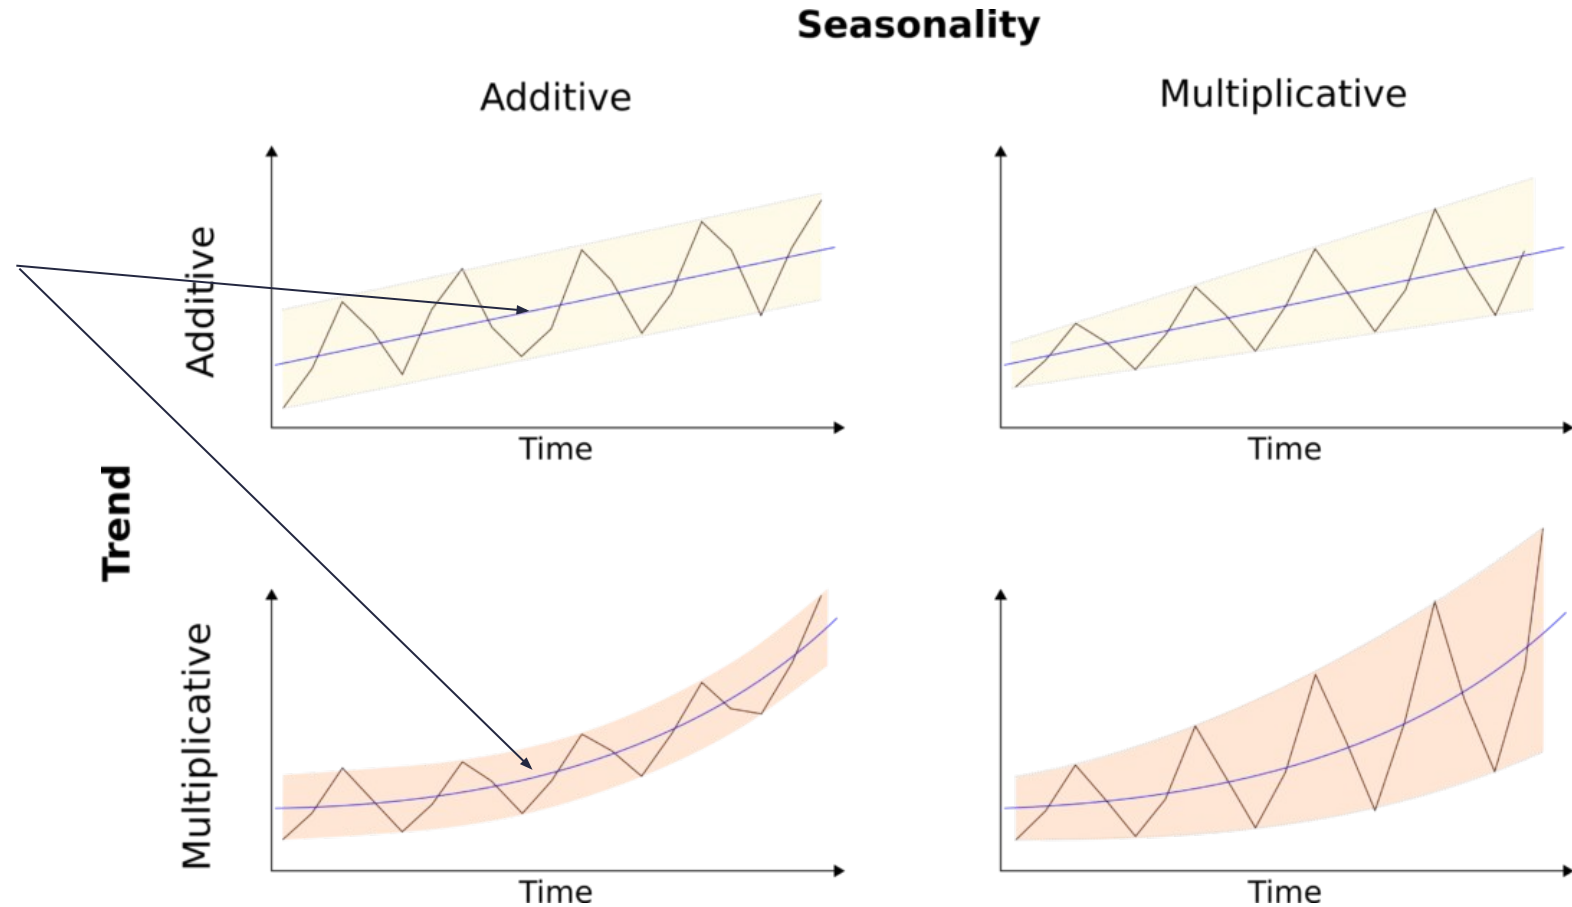 Seasonality
Additive
Multiplicative
Additive
Time
Time
Trend
Multiplicative
Time
Time